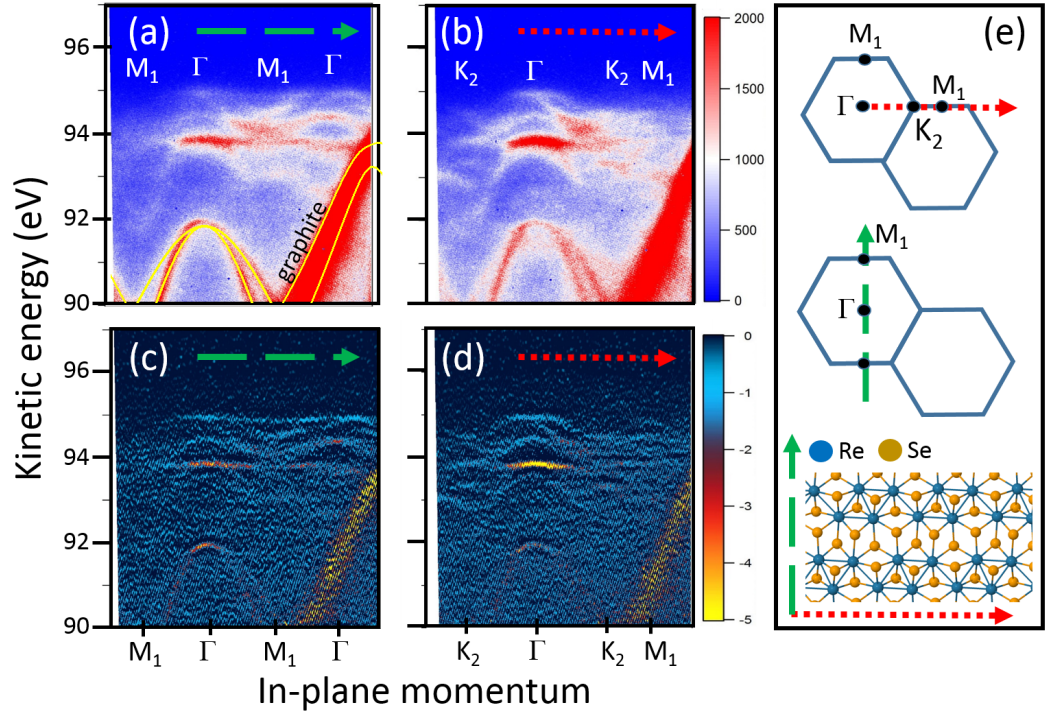 (a)
M1 Γ M1 Γ
(b)
K2 Γ K2 M1
(e)
M1
Γ
M1
K2
96
94
92
90
graphite
2000
1500
1000
500
0
Kinetic energy (eV)
M1
Γ
(c)
(d)
96
94
92
90
0
-1
-2
-3
-4
-5
Re Se
M1 Γ M1 Γ
K2 Γ K2 M1
In-plane momentum